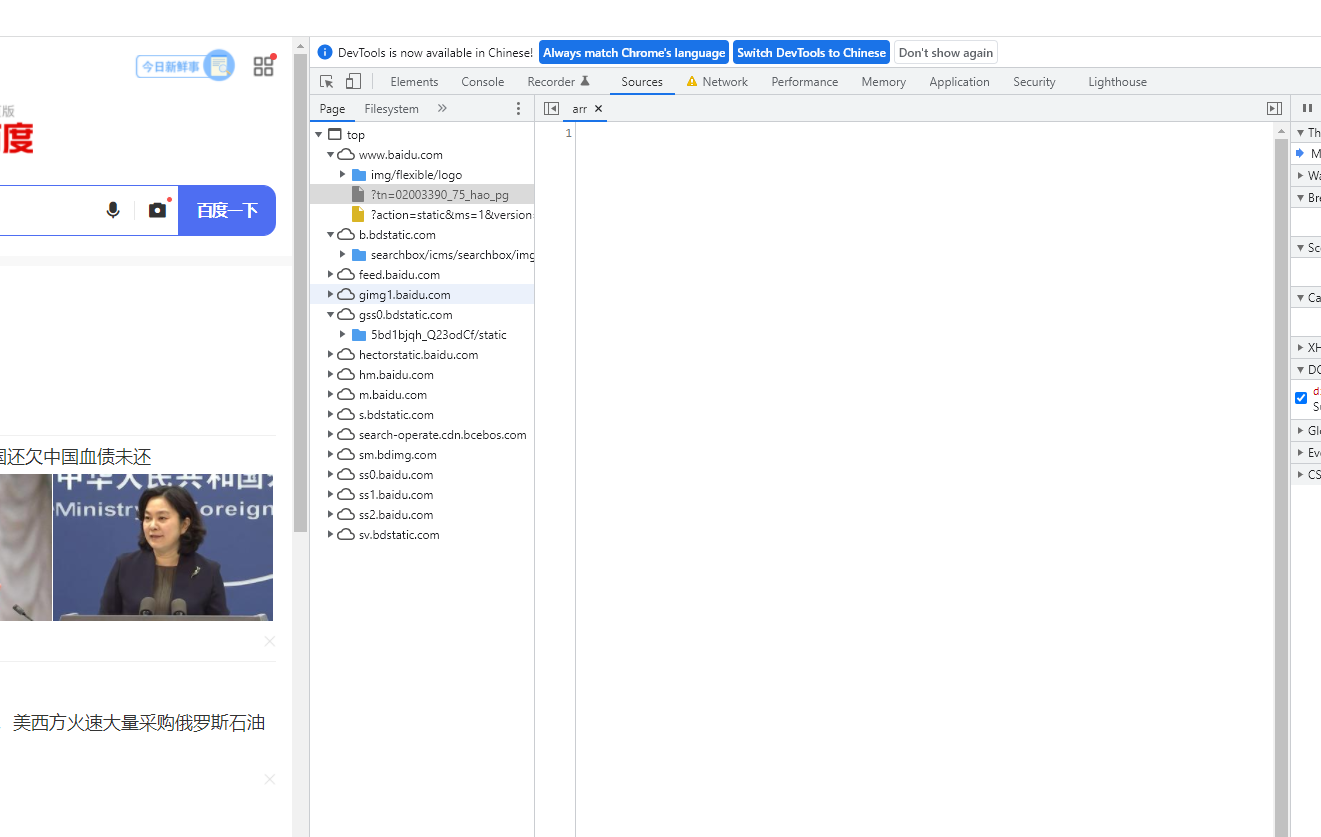 今日新鲜事
版
百度
百度一下
国还欠中国血债未还
中华人民共和国外
Ministry Foreign
美西方火速大量采购俄罗斯石油
DevTools is now available in Chinese!
Always match Chrome's language
Switch DevTools to Chinese
Don't show again
Elements
Console
Recorder
Sources
Network
Performance
Memory
Application
Security
Lighthouse
Page
Filesystem
arr
top
www.baidu.com
img/flexible/logo
?tn=02003390_75_hao_pg
?action=static&ms=1&version=
b.bdstatic.com
searchbox/icms/searchbox/img
feed.baidu.com
gimg1.baidu.com
gss0.bdstatic.com
5bd1bjqh_Q23odCf/static
hectorstatic.baidu.com
hm.baidu.com
m.baidu.com
s.bdstatic.com
search-operate.cdn.bcebos.com
sm.bdimg.com
ss0.baidu.com
ss1.baidu.com
ss2.baidu.com
sv.bdstatic.com
1
Th
M
Wa
Bre
Sc
Ca
XH
DO
d
Su
Glo
Eve
CS